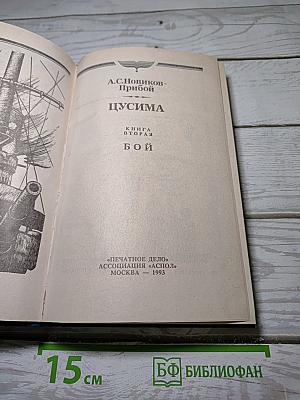 А.С.Новиков-
Прибой
ЦУСИМА
КНИГА
ВТОРАЯ
БОЙ
«ПЕЧАТНОЕ ДЕЛО»
АССОЦИАЦИЯ «АСПОЛ»
МОСКВА — 1993
15 см
БФ БИБЛИОФАН